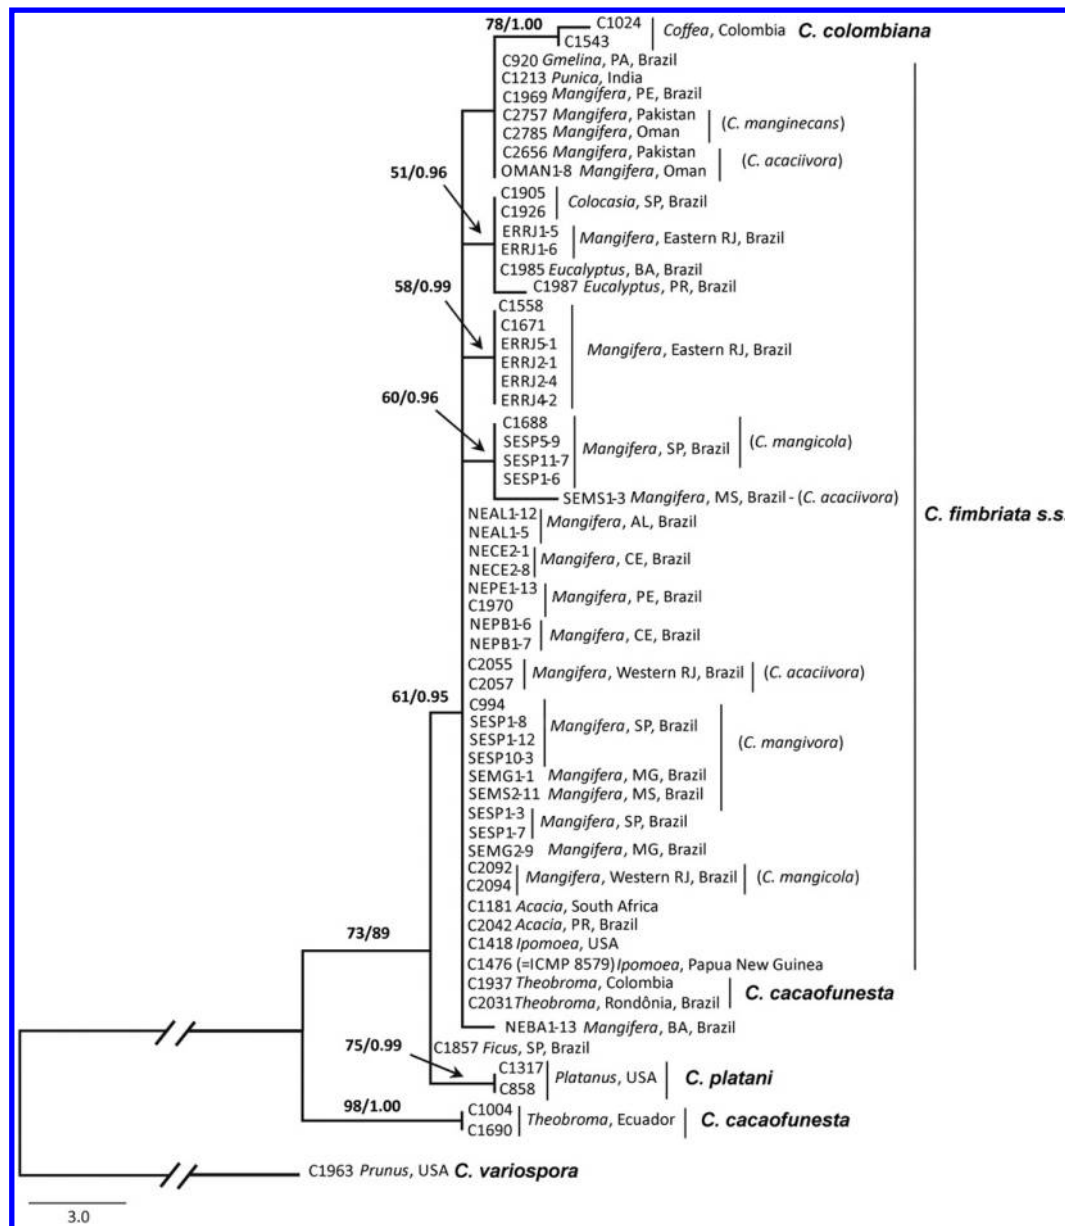 78/1.00
C1024
C1543
Coffea, Colombia
C. colombiana
C920 Gmelina, PA, Brazil
C1213 Punica, India
C1969 Mangifera, PE, Brazil
C2757 Mangifera, Pakistan
C2785 Mangifera, Oman
(C. manginecans)
C2656 Mangifera, Pakistan
OMAN1-8 Mangifera, Oman
(C. acaciivora)
51/0.96
C1905
C1926
Colocasia, SP, Brazil
ERRJ1-5
ERRJ1-6
Mangifera, Eastern RJ, Brazil
C1985 Eucalyptus, BA, Brazil
C1987 Eucalyptus, PR, Brazil
58/0.99
C1558
C1671
ERRJ5-1
ERRJ2-1
ERRJ2-4
ERRJ4-2
Mangifera, Eastern RJ, Brazil
60/0.96
C1688
SESP5-9
SESP11-7
SESP1-6
Mangifera, SP, Brazil
(C. mangicola)
SEMS1-3 Mangifera, MS, Brazil - (C. acaciivora)
C. fimbriata s.s.
NEAL1-12
NEAL1-5
Mangifera, AL, Brazil
NECE2-1
NECE2-8
Mangifera, CE, Brazil
NEPE1-13
C1970
Mangifera, PE, Brazil
NEPB1-6
NEPB1-7
Mangifera, CE, Brazil
C2055
C2057
Mangifera, Western RJ, Brazil
(C. acaciivora)
61/0.95
C994
SESP1-8
SESP1-12
SESP10-3
Mangifera, SP, Brazil
SEMG1-1 Mangifera, MG, Brazil
SEMS2-11 Mangifera, MS, Brazil
(C. mangivora)
SESP1-3
SESP1-7
Mangifera, SP, Brazil
SEMG2-9 Mangifera, MG, Brazil
C2092
C2094
Mangifera, Western RJ, Brazil
(C. mangicola)
C1181 Acacia, South Africa
C2042 Acacia, PR, Brazil
C1418 Ipomoea, USA
C1476 (=ICMP 8579) Ipomoea, Papua New Guinea
73/89
C1937 Theobroma, Colombia
C2031 Theobroma, Rondônia, Brazil
C. cacaofunesta
NEBA1-13 Mangifera, BA, Brazil
C1857 Ficus, SP, Brazil
75/0.99
C1317
C858
Platanus, USA
C. platani
98/1.00
C1004
C1690
Theobroma, Ecuador
C. cacaofunesta
C1963 Prunus, USA C. variospora
3.0